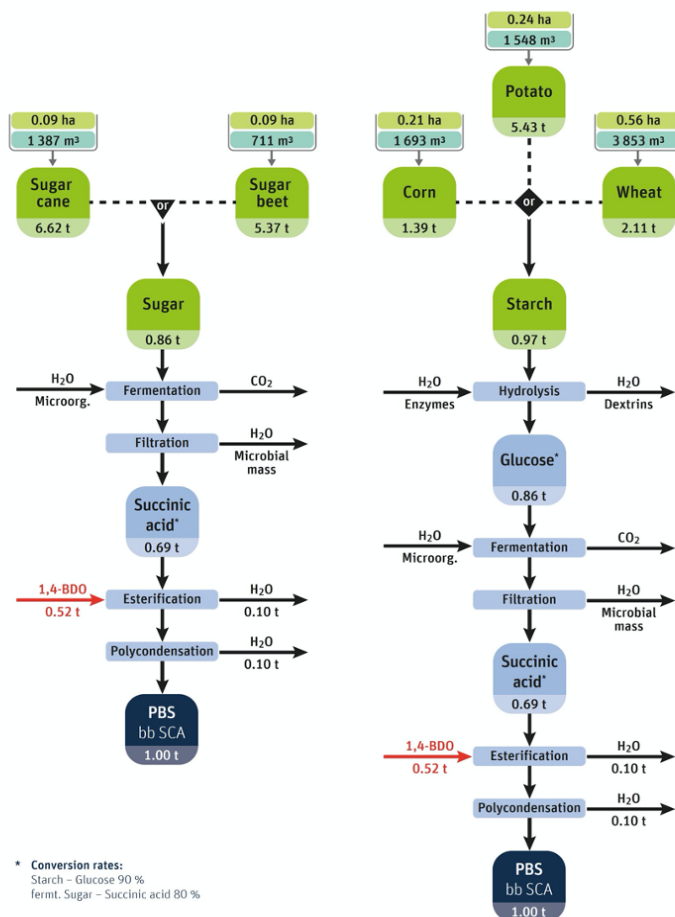 0.09 ha
1 387 m³
Sugar
cane
6.62 t
or
0.09 ha
711 m³
Sugar
beet
5.37 t
Sugar
0.86 t
H₂O
Microorg.
Fermentation
CO₂
Filtration
H₂O
Microbial
mass
Succinic
acid*
0.69 t
1,4-BDO
0.52 t
Esterification
H₂O
0.10 t
Polycondensation
H₂O
0.10 t
PBS
bb SCA
1.00 t
0.24 ha
1 548 m³
Potato
5.43 t
0.21 ha
1 693 m³
Corn
1.39 t
or
0.56 ha
3 853 m³
Wheat
2.11 t
Starch
0.97 t
H₂O
Enzymes
Hydrolysis
H₂O
Dextrins
Glucose*
0.86 t
H₂O
Microorg.
Fermentation
CO₂
Filtration
H₂O
Microbial
mass
Succinic
acid*
0.69 t
1,4-BDO
0.52 t
Esterification
H₂O
0.10 t
Polycondensation
H₂O
0.10 t
PBS
bb SCA
1.00 t
* Conversion rates:
Starch – Glucose 90 %
fermt. Sugar – Succinic acid 80 %